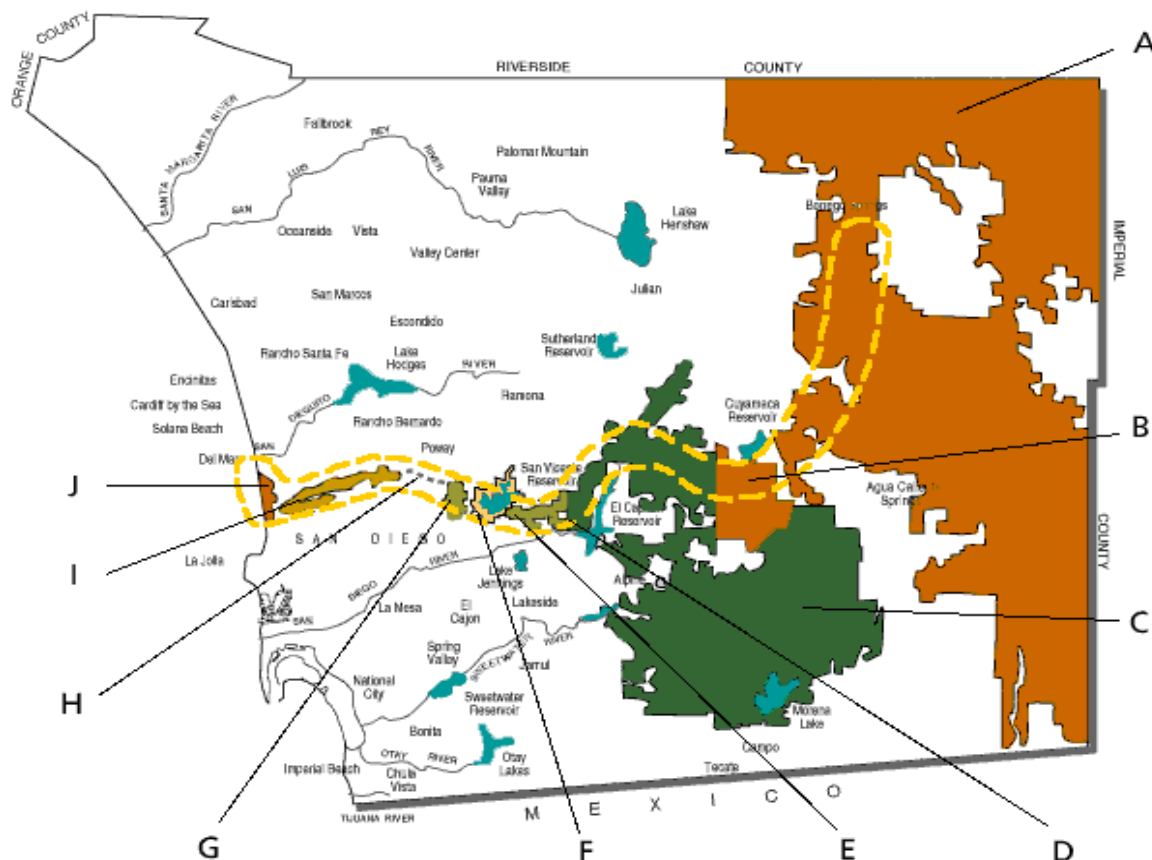 ORANGE COUNTY
RIVERSIDE COUNTY
A
SANTA MARGARITA RIVER
Fallbrook
SAN LUIS REY RIVER
Palomar Mountain
Pauma
Valley
Lake
Henshaw
IMPERIAL
COUNTY
Oceanside
Vista
Valley Center
Carlsbad
San Marcos
Julian
Escondido
Rancho Santa Fe
Lake
Hodges
Sutherland
Reservoir
SAN DIEGUITO RIVER
Encinitas
Cardiff by the Sea
Solana Beach
Ramona
Rancho Bernardo
Cuyamaca
Reservoir
B
Poway
San Vicente
Reservoir
J
SAN DIEGO
El
Reservoir
La Jolla
I
SAN DIEGO RIVER
Lake
Jennings
La Mesa
El
Cajon
Lakeside
C
Spring
Valley
SWEETWATER RIVER
Jamul
H
National
City
Sweetwater
Reservoir
Morena
Lake
Bonita
Campo
OTAY RIVER
Otay
Lakes
Imperial Beach
Chula
Vista
Tecate
MEXICO
TIJUANA RIVER
G
F
E
D